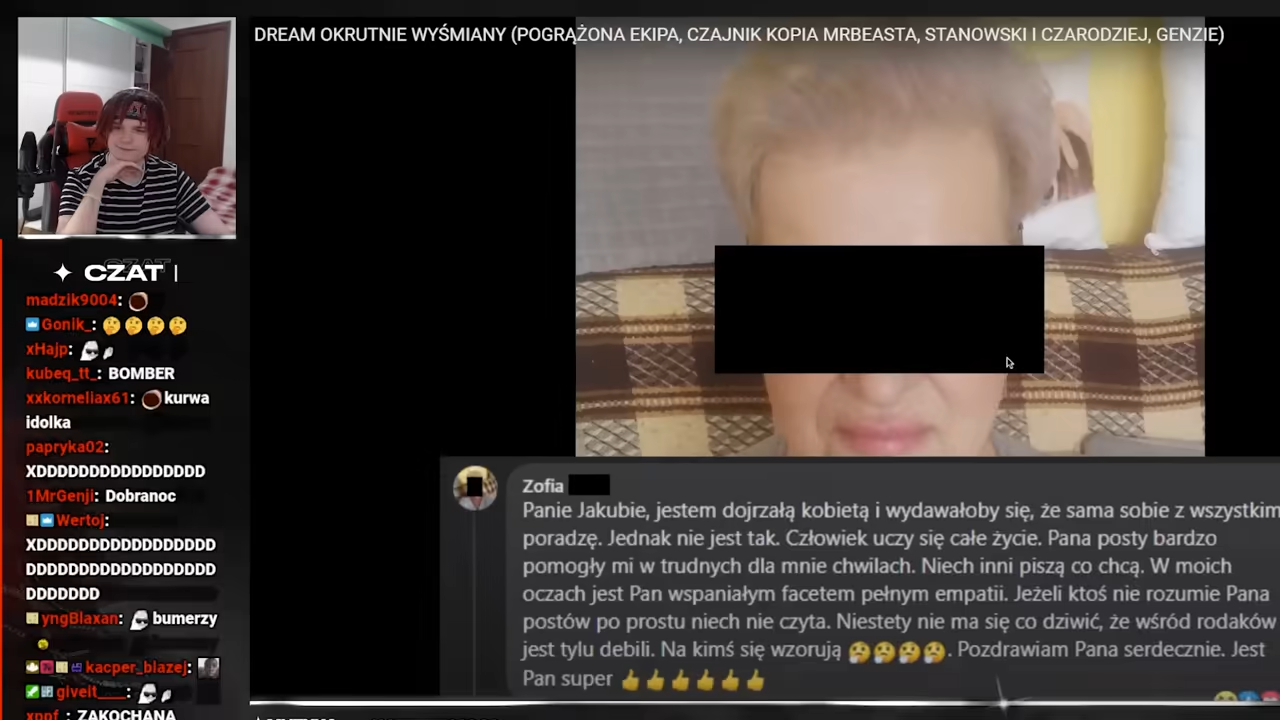 DREAM OKRUTNIE WYŚMIANY (POGRĄŻONA EKIPA, CZAJNIK KOPIA MRBEASTA, STANOWSKI I CZARODZIEJ, GENZIE)
CZAT
madzik9004:
Gonik_:
xHajp:
kubeq_tt_: BOMBER
xxkorneliax61: kurwa
idolka
papryka02:
XDDDDDDDDDDDDDDDD
1MrGenji: Dobranoc
Wertoj:
XDDDDDDDDDDDDDDDDD
DDDDDDDDDDDDDDDDDD
DDDDDDD
yngBlaxan: bumerzy
kacper_blazej:
giveit____:
xppf_: ZAKOCHANA
Zofia
Panie Jakubie, jestem dojrzałą kobietą i wydawałoby się, że sama sobie z wszystkim
poradzę. Jednak nie jest tak. Człowiek uczy się całe życie. Pana posty bardzo
pomogły mi w trudnych dla mnie chwilach. Niech inni piszą co chcą. W moich
oczach jest Pan wspaniałym facetem pełnym empatii. Jeżeli ktoś nie rozumie Pana
postów po prostu niech nie czyta. Niestety nie ma się co dziwić, że wśród rodaków
jest tylu debili. Na kimś się wzorują 🤔🤔🤔🤔. Pozdrawiam Pana serdecznie. Jest
Pan super 👍👍👍👍👍👍